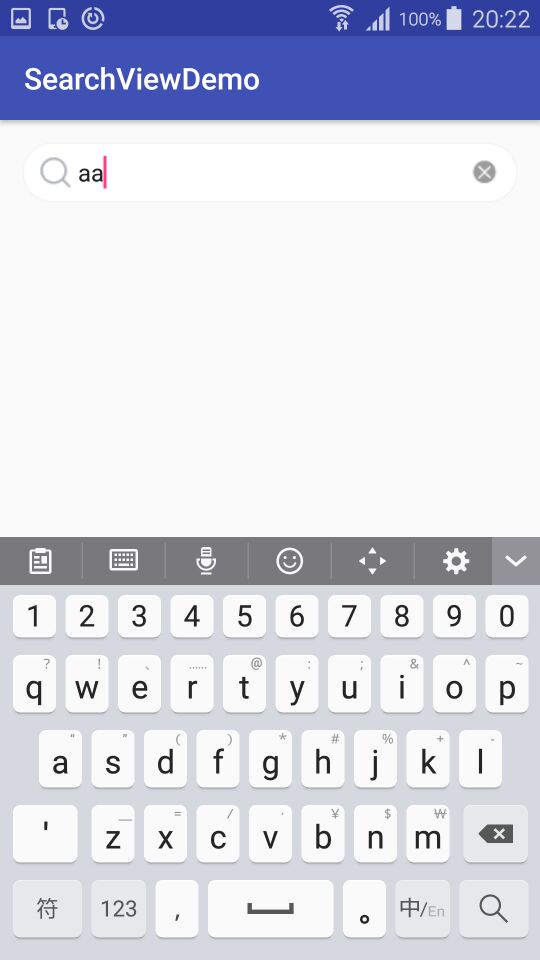 100% 20:22
SearchViewDemo
aa
1 2 3 4 5 6 7 8 9 0
? ! 、 …… @ : ; & ^ ~
q w e r t y u i o p
“ ” ( ) * # % + -
a s d f g h j k l
— = / · ¥ $ ₩
' z x c v b n m
符 123 , 。 中/En